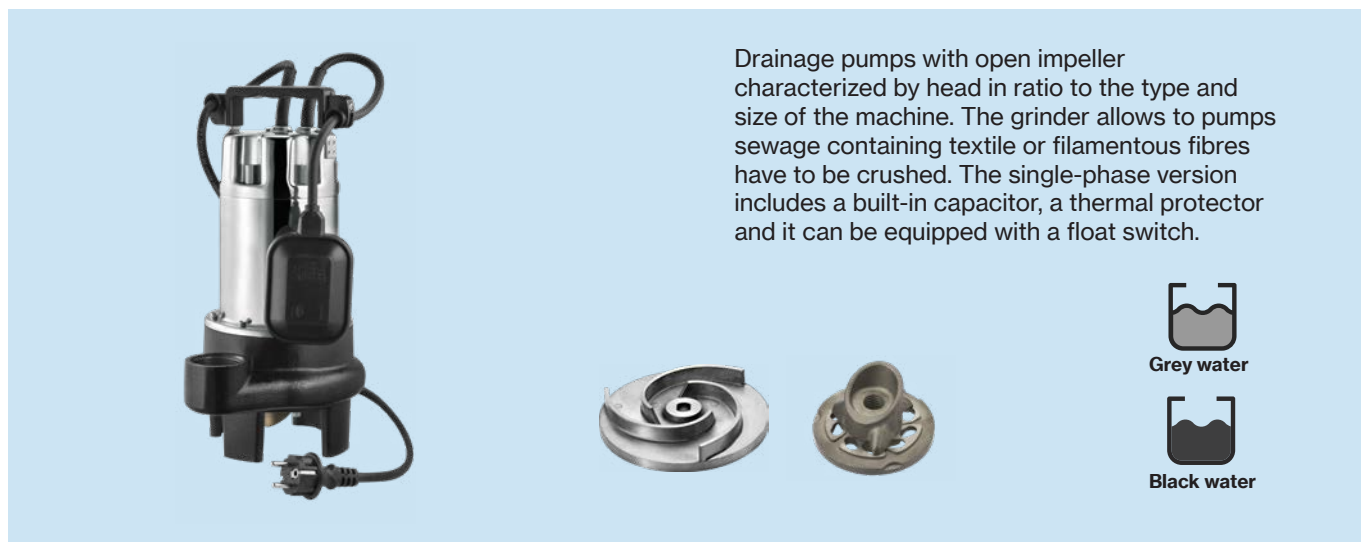 Drainage pumps with open impeller
characterized by head in ratio to the type and
size of the machine. The grinder allows to pumps
sewage containing textile or filamentous fibres
have to be crushed. The single-phase version
includes a built-in capacitor, a thermal protector
and it can be equipped with a float switch.
Grey water
Black water